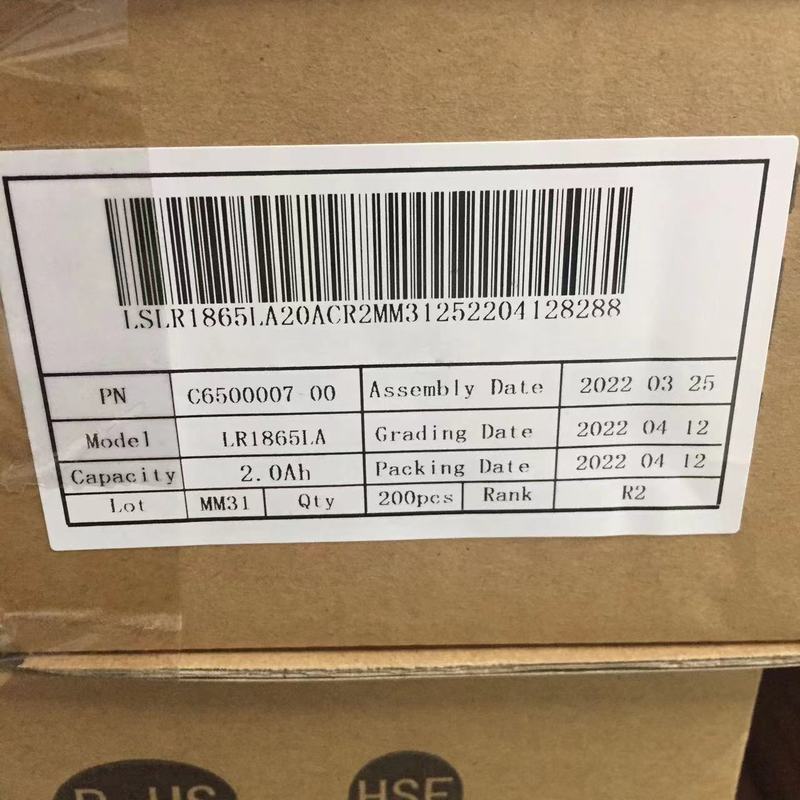 LSLR1865LA20ACR2MM31252204128288
PN C6500007-00 Assembly Date 2022-03-25
Model LR1865LA Grading Date 2022-04-12
Capacity 2.0Ah Packing Date 2022-04-12
Lot MM31 Qty 200pcs Rank R2
HSF